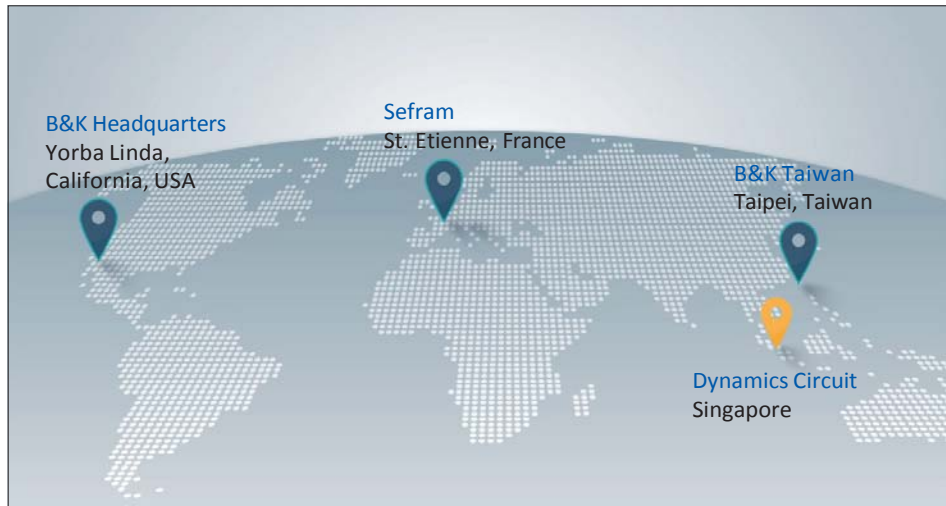 B&K Headquarters
Yorba Linda,
California, USA
Sefram
St. Etienne, France
B&K Taiwan
Taipei, Taiwan
Dynamics Circuit
Singapore